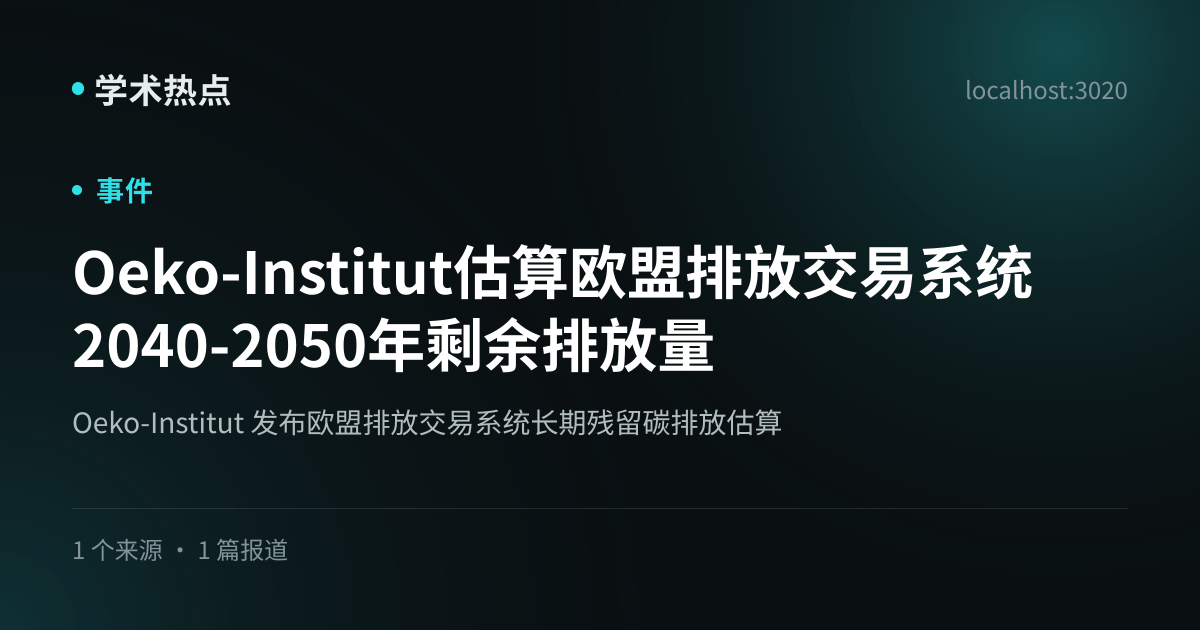 学术热点
localhost:3020
事件
Oeko-Institut估算欧盟排放交易系统
2040-2050年剩余排放量
Oeko-Institut 发布欧盟排放交易系统长期残留碳排放估算
1 个来源 · 1 篇报道